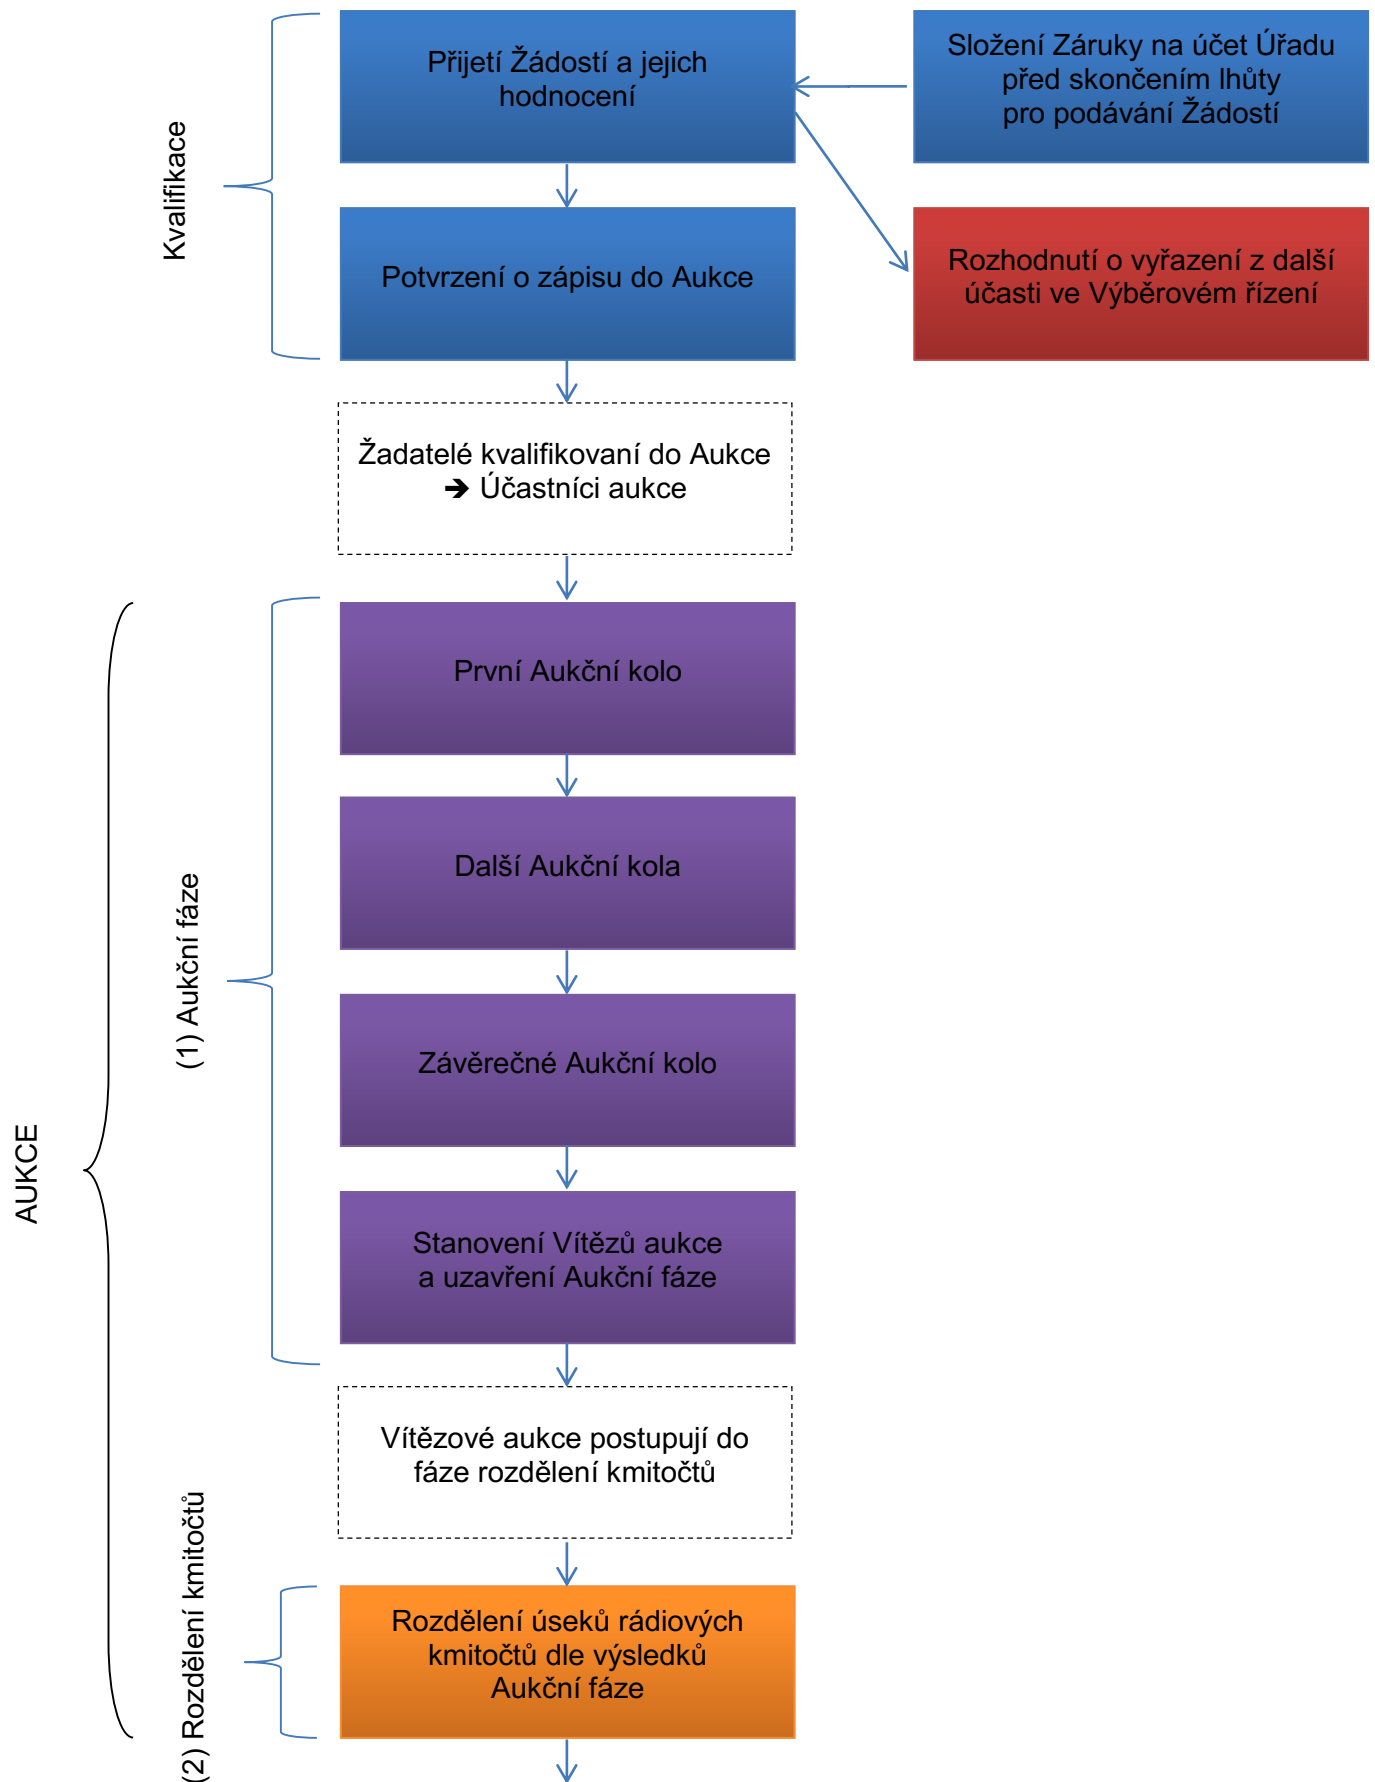 Přijetí Žádostí a jejich
hodnocení
Složení Záruky na účet Úřadu
před skončením lhůty
pro podávání Žádostí
Kvalifikace
Potvrzení o zápisu do Aukce
Rozhodnutí o vyřazení z další
účasti ve Výběrovém řízení
Žadatelé kvalifikovaní do Aukce
➔ Účastníci aukce
AUKCE
(1) Aukční fáze
První Aukční kolo
Další Aukční kola
Závěrečné Aukční kolo
Stanovení Vítězů aukce
a uzavření Aukční fáze
Vítězové aukce postupují do
fáze rozdělení kmitočtů
(2) Rozdělení kmitočtů
Rozdělení úseků rádiových
kmitočtů dle výsledků
Aukční fáze